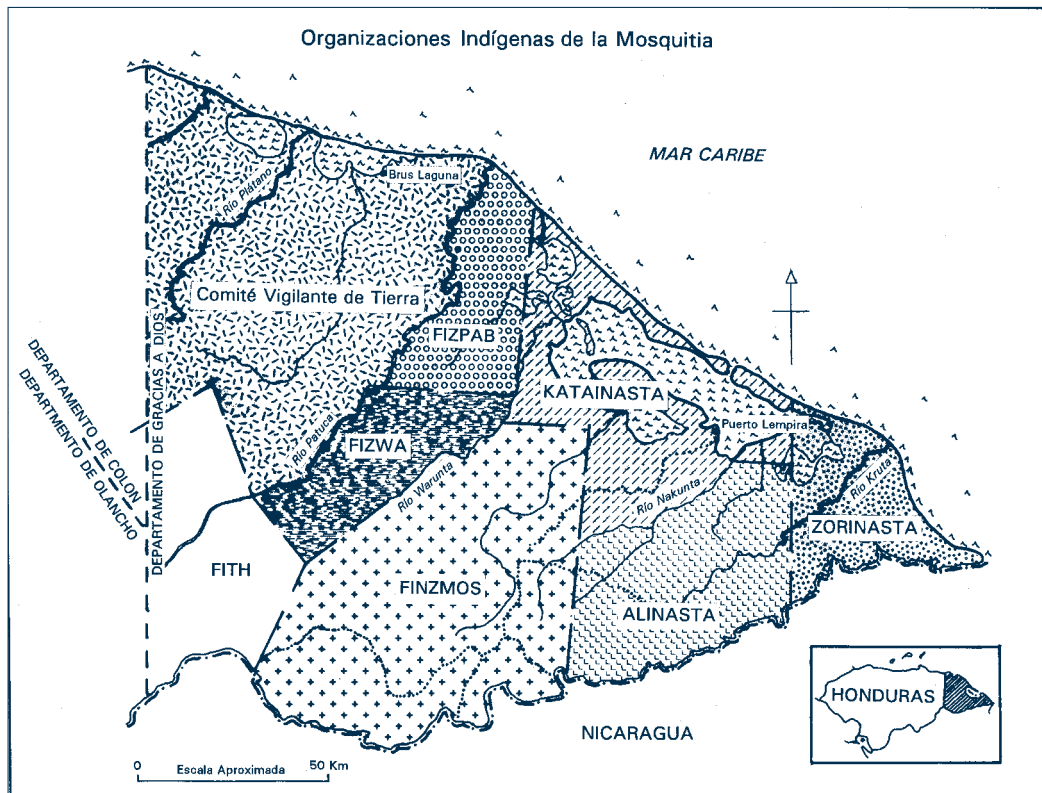 Organizaciones Indígenas de la Mosquitia
MAR CARIBE
Brus Laguna
Río Plátano
Comité Vigilante de Tierra
FIZPAB
DEPARTAMENTO DE COLON
DEPARTMENTO DE OLANCHO
DEPARTAMENTO DE GRACIAS A DIOS
KATAINASTA
Puerto Lempira
Río Patuca
FIZWA
Río Warunta
Río Nakunta
Río Kruta
ZORINASTA
FITH
FINZMOS
ALINASTA
HONDURAS
NICARAGUA
0 50 Km
Escala Aproximada